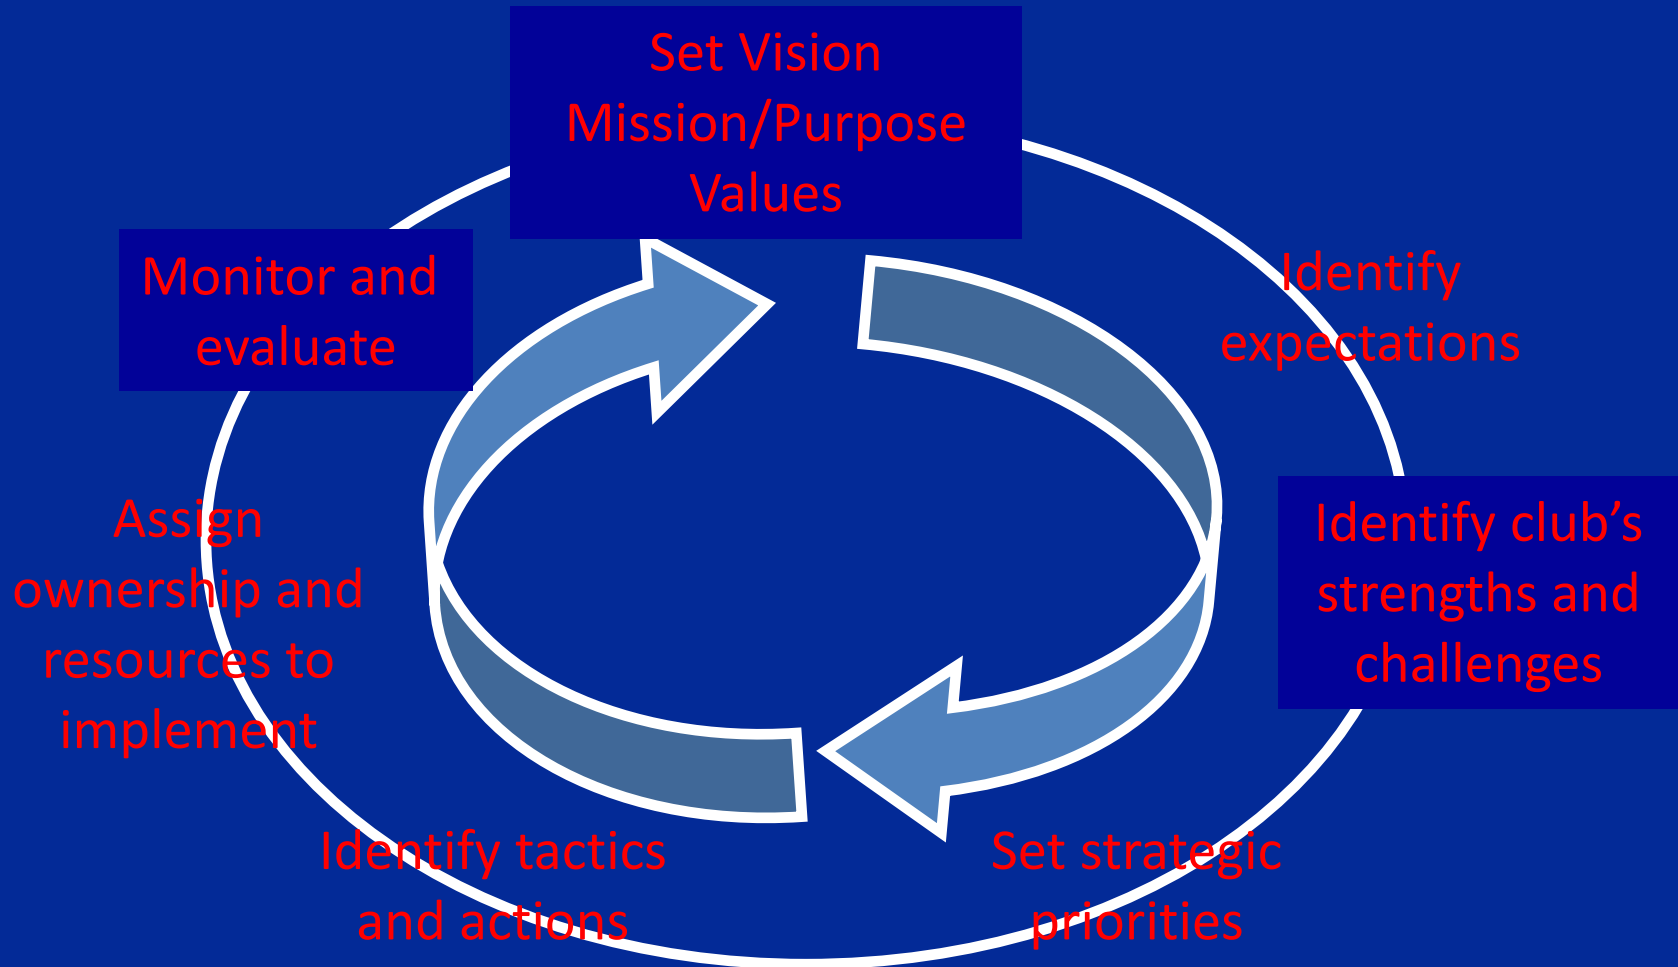 Set Vision
Mission/Purpose
Values
Identify
expectations
Identify club’s
strengths and
challenges
Set strategic
priorities
Identify tactics
and actions
Assign
ownership and
resources to
implement
Monitor and
evaluate